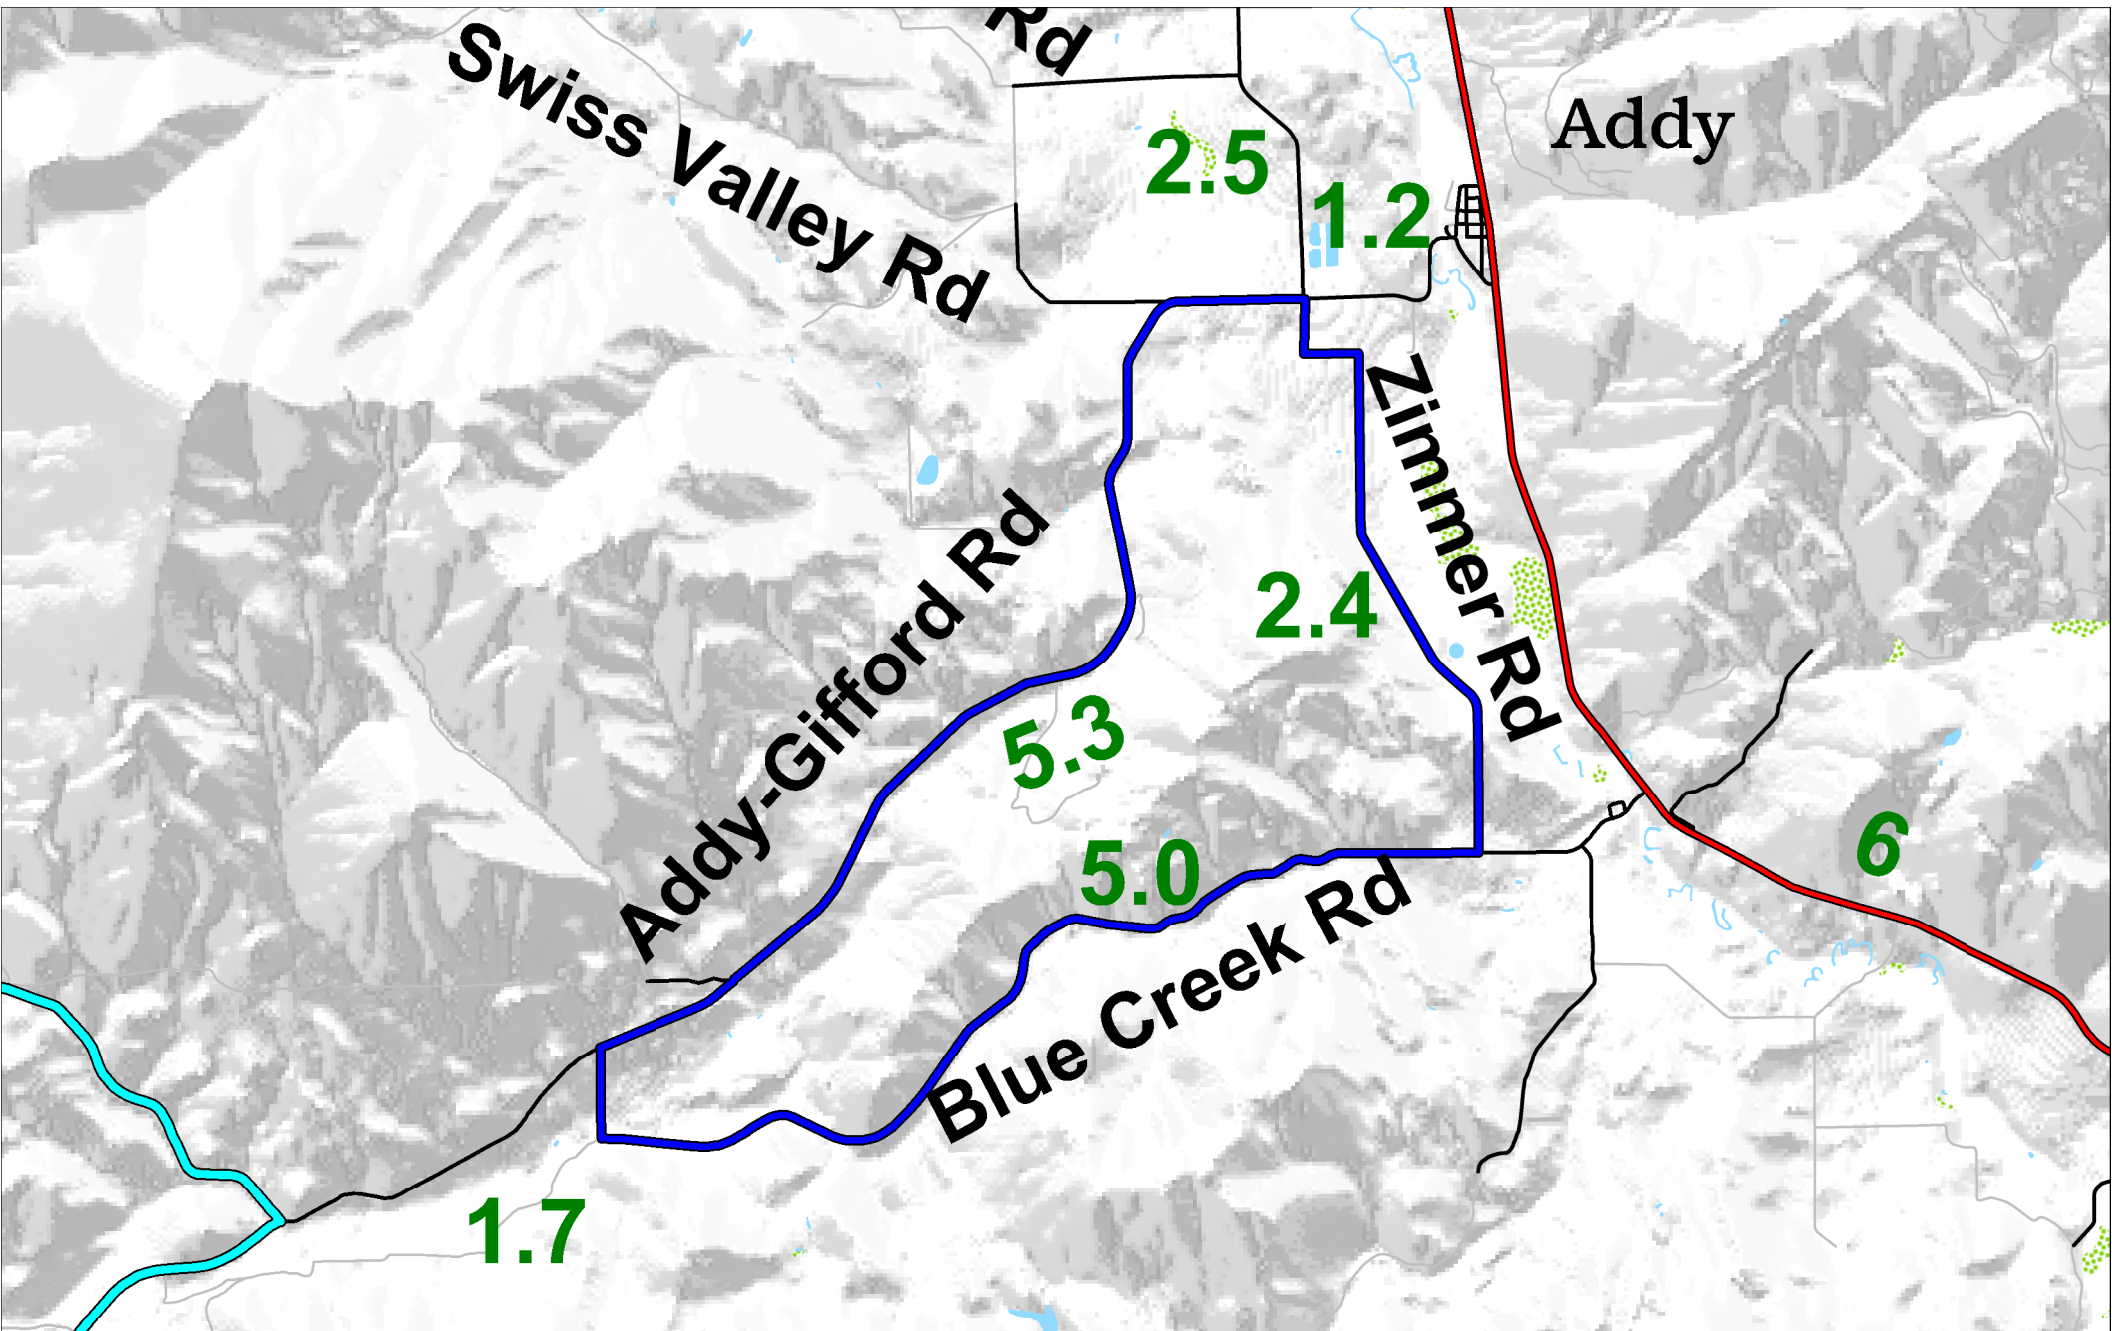 Rd
Swiss Valley Rd
Addy
2.5
1.2
Zimmer Rd
Addy-Gifford Rd
2.4
5.3
5.0
6
Blue Creek Rd
1.7